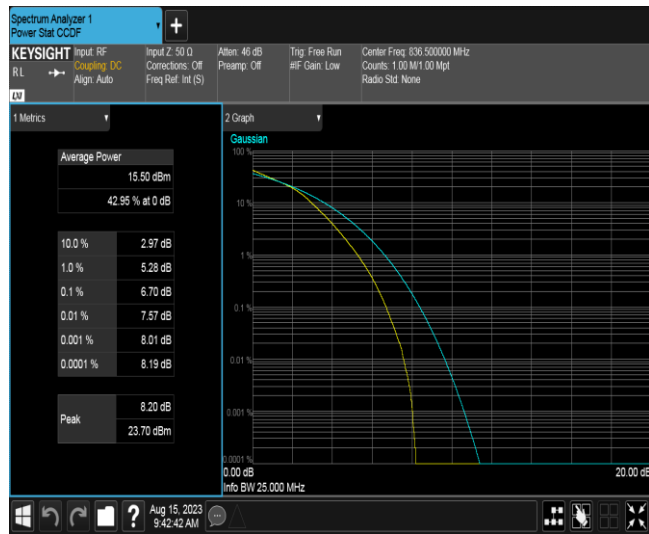 Spectrum Analyzer 1
Power Stat CCDF
+
KEYSIGHT
RL
LXI
Input: RF
Coupling: DC
Align: Auto
Input Z: 50 Ω
Corrections: Off
Freq Ref: Int (S)
Atten: 46 dB
Preamp: Off
Trig: Free Run
#IF Gain: Low
Center Freq: 836.500000 MHz
Counts: 1.00 M/1.00 Mpt
Radio Std: None
1 Metrics
Average Power
15.50 dBm
42.95 % at 0 dB
10.0 % 2.97 dB
1.0 % 5.28 dB
0.1 % 6.70 dB
0.01 % 7.57 dB
0.001 % 8.01 dB
0.0001 % 8.19 dB
Peak
8.20 dB
23.70 dBm
2 Graph
Gaussian
100 %
10 %
1 %
0.1 %
0.01 %
0.001 %
0.0001 %
0.00 dB 20.00 dB
Info BW 25.000 MHz
?
Aug 15, 2023
9:42:42 AM